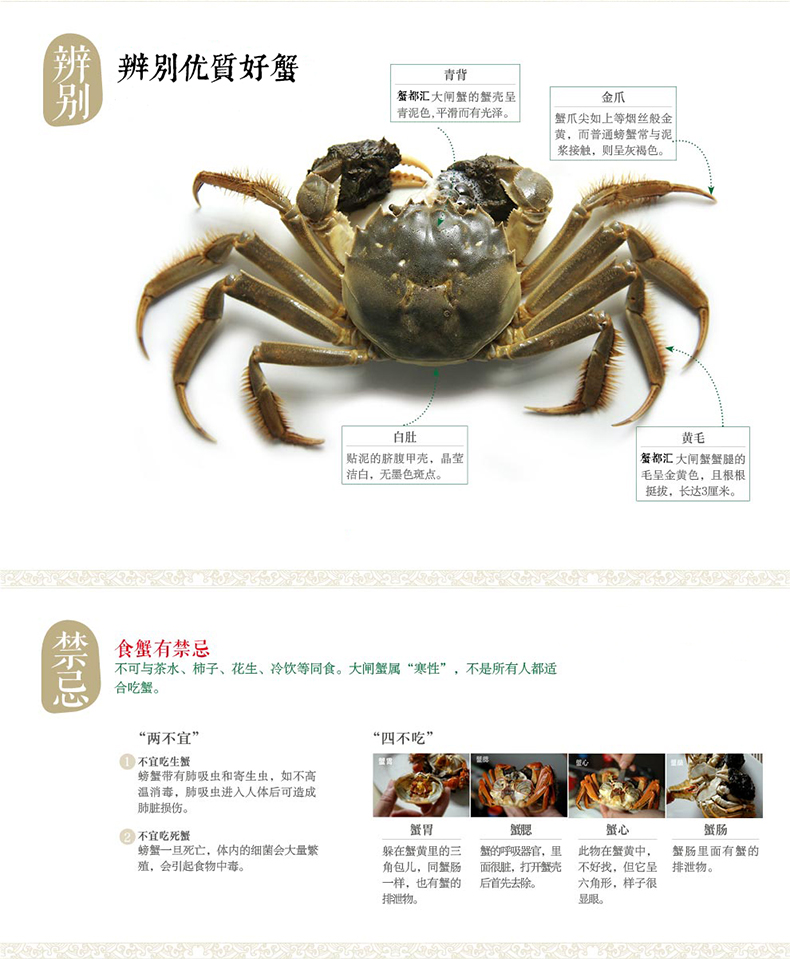 辨别
辨别优質好蟹
青背
蟹都汇大闸蟹的蟹壳呈
青泥色,平滑而有光泽。
金爪
蟹爪尖如上等烟丝般金
黄，而普通螃蟹常与泥
浆接触，则呈灰褐色。
白肚
贴泥的脐腹甲壳，晶莹
洁白，无墨色斑点。
黄毛
蟹都汇大闸蟹蟹腿的
毛呈金黄色，且根根
挺拔，长达3厘米。
禁忌
食蟹有禁忌
不可与茶水、柿子、花生、冷饮等同食。大闸蟹属“寒性”，不是所有人都适
合吃蟹。
“两不宜”
1 不宜吃生蟹
螃蟹带有肺吸虫和寄生虫，如不高
温消毒，肺吸虫进入人体后可造成
肺脏损伤。
2 不宜吃死蟹
螃蟹一旦死亡，体内的细菌会大量繁
殖，会引起食物中毒。
“四不吃”
蟹胃
蟹腮
蟹心
蟹肠
蟹胃
躲在蟹黄里的三
角包儿，同蟹肠
一样，也有蟹的
排泄物。
蟹腮
蟹的呼吸器官，里
面很脏，打开蟹壳
后首先去除。
蟹心
此物在蟹黄中，
不好找，但它呈
六角形，样子很
显眼。
蟹肠
蟹肠里面有蟹的
排泄物。